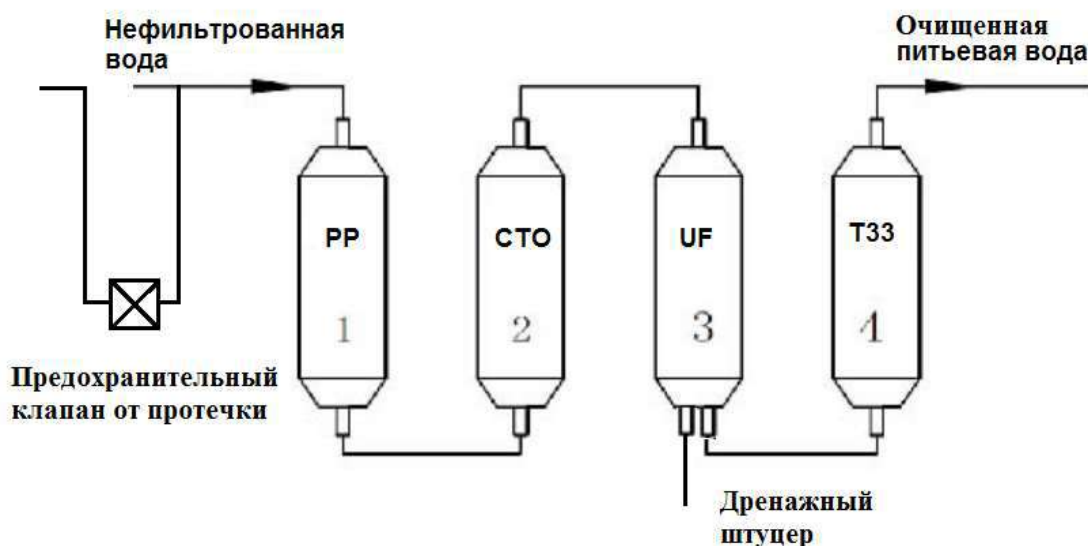 Нефильтрованная
вода
Очищенная
питьевая вода
PP
CTO
UF
T33
1
2
3
4
Предохранительный
клапан от протечки
Дренажный
штуцер